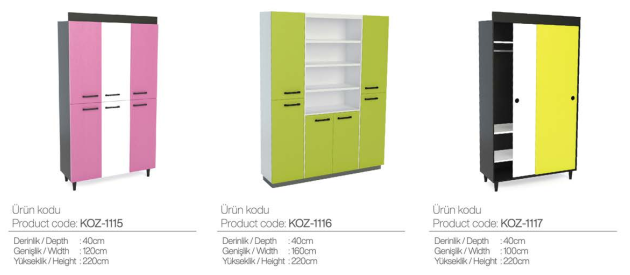 Ürün kodu
Product code: KOZ-1115
Derinlik / Depth : 40cm
Genişlik / Width : 120cm
Yükseklik / Height : 220cm
Ürün kodu
Product code: KOZ-1116
Derinlik / Depth : 40cm
Genişlik / Width : 160cm
Yükseklik / Height : 220cm
Ürün kodu
Product code: KOZ-1117
Derinlik / Depth : 40cm
Genişlik / Width : 100cm
Yükseklik / Height : 220cm